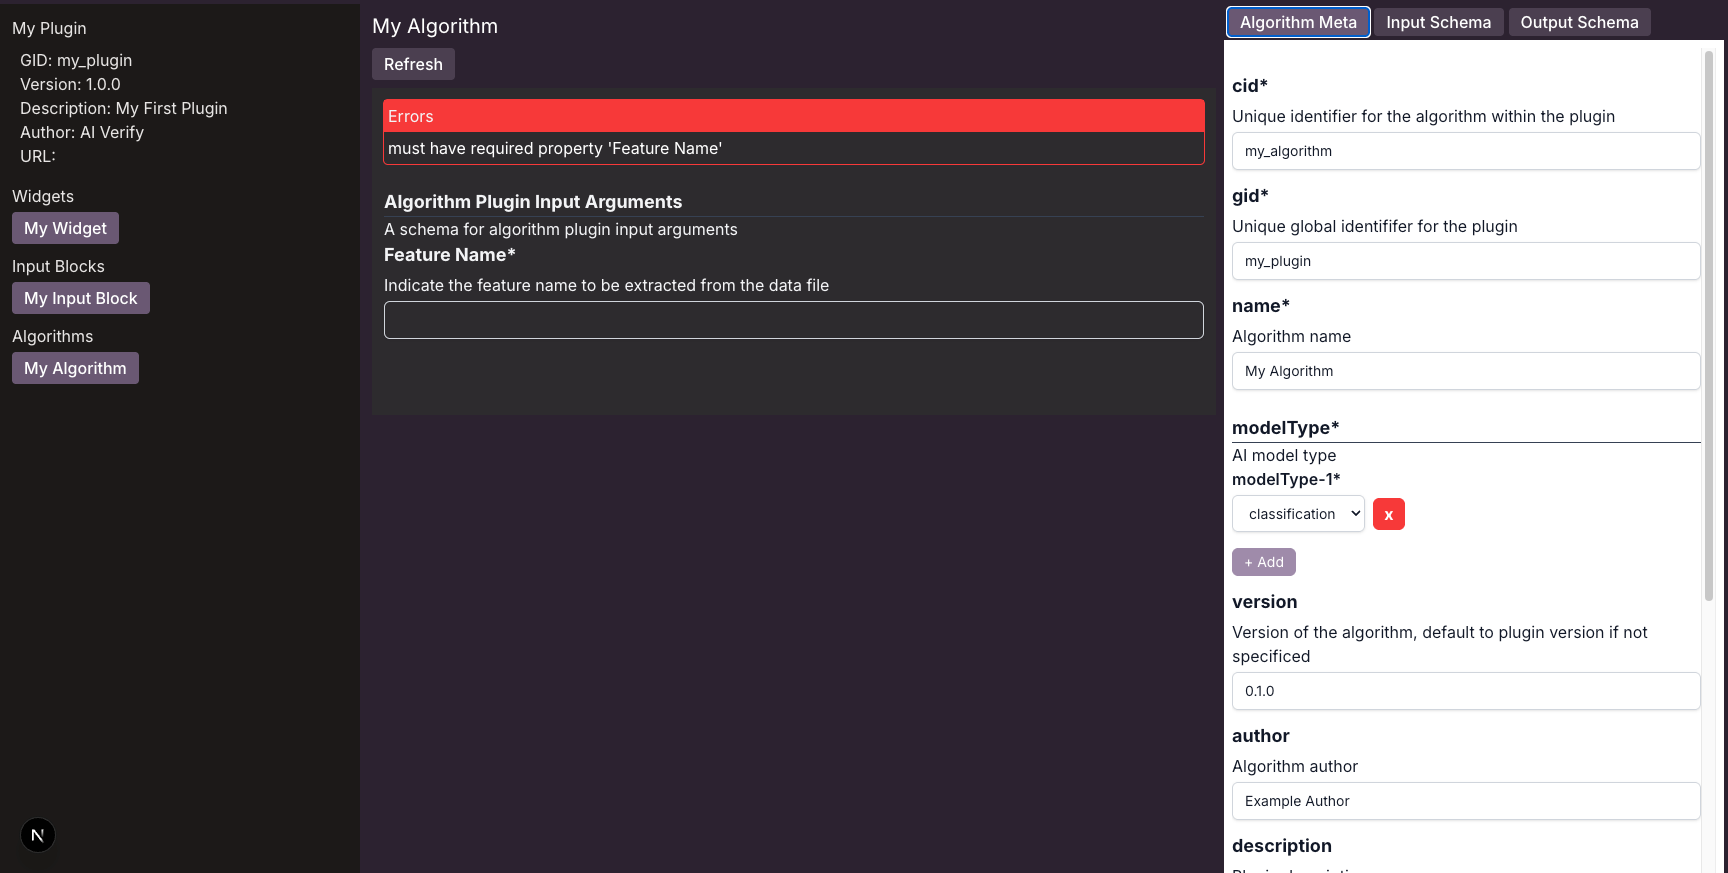 My Plugin
GID: my_plugin
Version: 1.0.0
Description: My First Plugin
Author: AI Verify
URL:
Widgets
My Widget
Input Blocks
My Input Block
Algorithms
My Algorithm
N
My Algorithm
Refresh
Errors
must have required property 'Feature Name'
Algorithm Plugin Input Arguments
A schema for algorithm plugin input arguments
Feature Name*
Indicate the feature name to be extracted from the data file
Algorithm Meta Input Schema Output Schema
cid*
Unique identifier for the algorithm within the plugin
my_algorithm
gid*
Unique global identififer for the plugin
my_plugin
name*
Algorithm name
My Algorithm
modelType*
AI model type
modelType-1*
classification x
+ Add
version
Version of the algorithm, default to plugin version if not
specificed
0.1.0
author
Algorithm author
Example Author
description